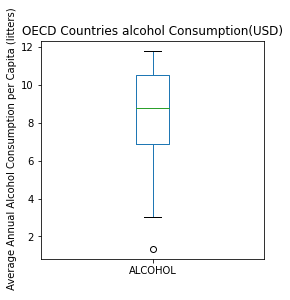 OECD Countries alcohol Consumption(USD)
Average Annual Alcohol Consumption per Capita (litters)
12
10
8
6
4
2
ALCOHOL